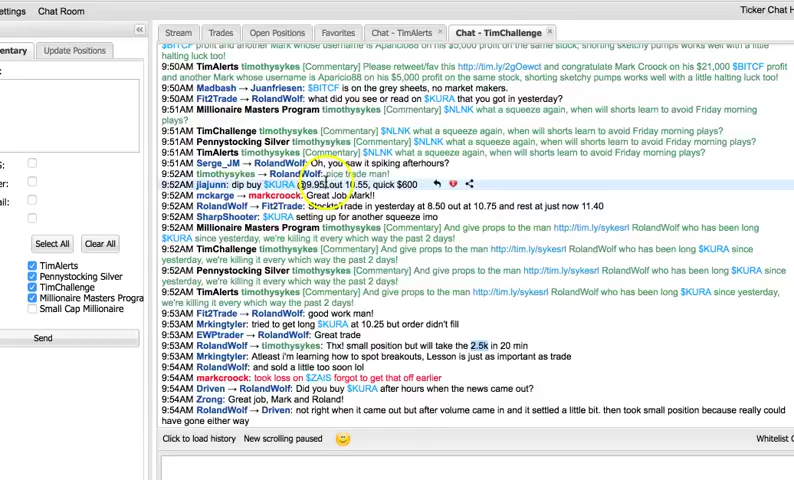 ettings Chat Room Ticker Chat H
Stream Trades Open Positions Favorites Chat - TimAlerts Chat - TimChallenge
entary Update Positions
$BITCF profit and another Mark whose username is Aparicio88 on his $5,000 profit on the same stock, shorting sketchy pumps works well with a little
halting luck too!
9:50AM TimAlerts timothysykes [Commentary] Please retweet/fav this http://tim.ly/2gOewct and congratulate Mark Croock on his $21,000 $BITCF
profit and another Mark whose username is Aparicio88 on his $5,000 profit on the same stock, shorting sketchy pumps works well with a little halting luck too!
9:50AM Madbash → Juanfriesen: $BITCF is on the grey sheets, no market makers.
9:50AM Fit2Trade → RolandWolf: what did you see or read on $KURA that you got in yesterday?
9:51AM Millionaire Masters Program timothysykes [Commentary] $NLNK what a squeeze again, when will shorts learn to avoid Friday morning
plays?
9:51AM TimChallenge timothysykes [Commentary] $NLNK what a squeeze again, when will shorts learn to avoid Friday morning plays?
9:51AM Pennystocking Silver timothysykes [Commentary] $NLNK what a squeeze again, when will shorts learn to avoid Friday morning plays?
9:51AM TimAlerts timothysykes [Commentary] $NLNK what a squeeze again, when will shorts learn to avoid Friday morning plays?
9:51AM Serge_JM → RolandWolf: Oh, you saw it spiking afterhours?
9:52AM timothysykes → RolandWolf: nice trade man!
9:52AM jiajunn: dip buy $KURA @9.95, out 10.55, quick $600
9:52AM mckarge → markcroock: Great Job Mark!!
9:52AM RolandWolf → Fit2Trade: StocktsTrade in yesterday at 8.50 out at 10.75 and rest at just now 11.40
9:52AM SharpShooter: $KURA setting up for another squeeze imo
9:52AM Millionaire Masters Program timothysykes [Commentary] And give props to the man http://tim.ly/sykesrl RolandWolf who has been long
$KURA since yesterday, we're killing it every which way the past 2 days!
9:52AM TimChallenge timothysykes [Commentary] And give props to the man http://tim.ly/sykesrl RolandWolf who has been long $KURA since
yesterday, we're killing it every which way the past 2 days!
9:52AM Pennystocking Silver timothysykes [Commentary] And give props to the man http://tim.ly/sykesrl RolandWolf who has been long $KURA
since yesterday, we're killing it every which way the past 2 days!
9:52AM TimAlerts timothysykes [Commentary] And give props to the man http://tim.ly/sykesrl RolandWolf who has been long $KURA since yesterday,
we're killing it every which way the past 2 days!
9:53AM Fit2Trade → RolandWolf: good work man!
9:53AM Mrkingtyler: tried to get long $KURA at 10.25 but order didn't fill
9:53AM EWPtrader → RolandWolf: Great trade
9:53AM RolandWolf → timothysykes: Thx! small position but will take the 2.5k in 20 min
9:53AM Mrkingtyler: Atleast i'm learning how to spot breakouts, Lesson is just as important as trade
9:54AM RolandWolf: and sold a little too soon lol
9:54AM markcroock: took loss on $ZAIS forgot to get that off earlier
9:54AM Driven → RolandWolf: Did you buy $KURA after hours when the news came out?
9:54AM Zrong: Great job, Mark and Roland!
9:54AM RolandWolf → Driven: not right when it came out but after volume came in and it settled a little bit. then took small position because really could
have gone either way
Click to load history New scrolling paused Whitelist C
:
S:
er:
ail:
Select All Clear All
TimAlerts
Pennystocking Silver
TimChallenge
Millionaire Masters Progra
Small Cap Millionaire
Send